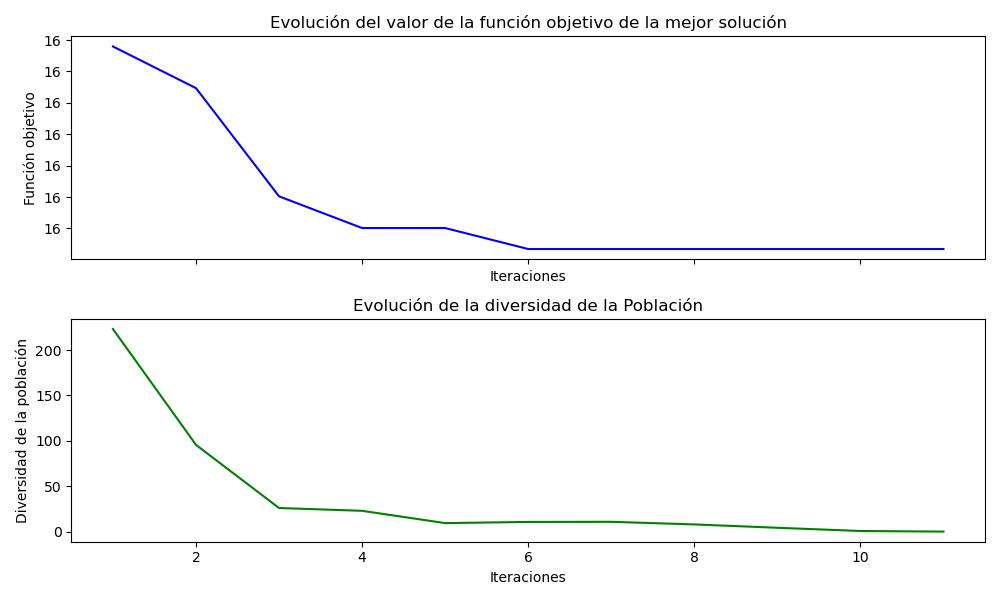 Evolución del valor de la función objetivo de la mejor solución
16
16
16
16
16
16
16
Función objetivo
Iteraciones
Evolución de la diversidad de la Población
200
150
100
50
0
Diversidad de la población
2 4 6 8 10
Iteraciones